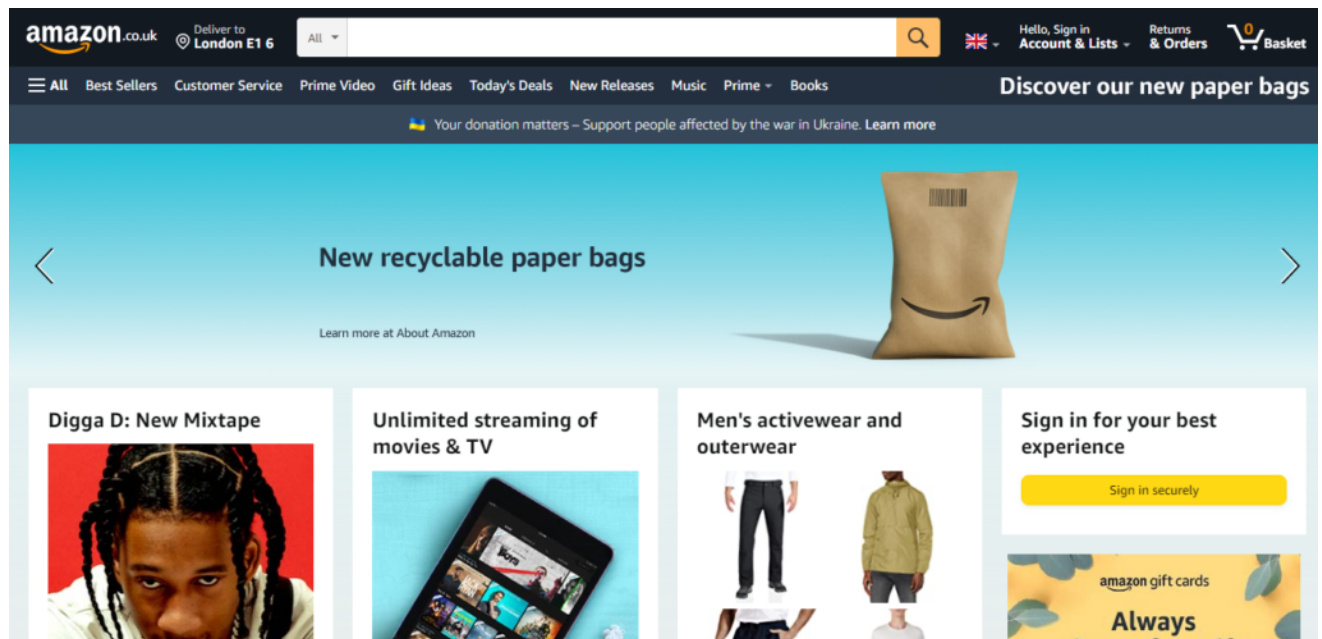 amazon.co.uk
Deliver to
London E1 6
All
Hello, Sign in
Account & Lists
Returns
& Orders
0
Basket
All Best Sellers Customer Service Prime Video Gift Ideas Today's Deals New Releases Music Prime Books
Discover our new paper bags
Your donation matters – Support people affected by the war in Ukraine. Learn more
New recyclable paper bags
Learn more at About Amazon
Digga D: New Mixtape
Unlimited streaming of
movies & TV
Men's activewear and
outerwear
Sign in for your best
experience
Sign in securely
amazon gift cards
Always